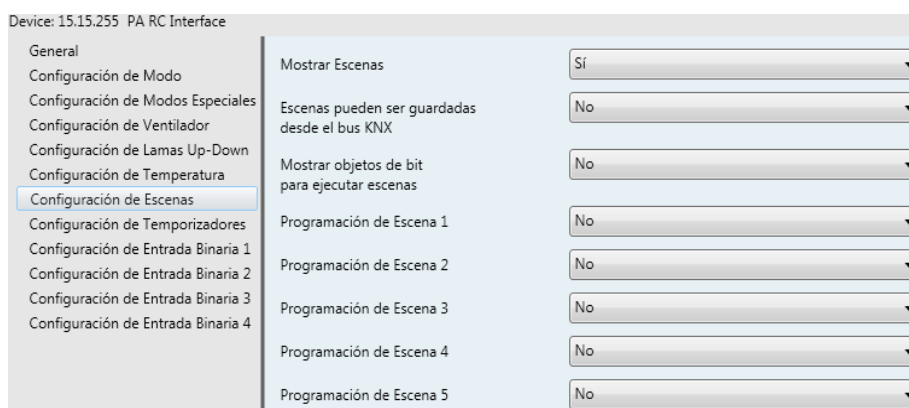 Device: 15.15.255 PA RC Interface
General
Configuración de Modo
Configuración de Modos Especiales
Configuración de Ventilador
Configuración de Lamas Up-Down
Configuración de Temperatura
Configuración de Escenas
Configuración de Temporizadores
Configuración de Entrada Binaria 1
Configuración de Entrada Binaria 2
Configuración de Entrada Binaria 3
Configuración de Entrada Binaria 4
Mostrar Escenas Sí
Escenas pueden ser guardadas No
desde el bus KNX
Mostrar objetos de bit No
para ejecutar escenas
Programación de Escena 1 No
Programación de Escena 2 No
Programación de Escena 3 No
Programación de Escena 4 No
Programación de Escena 5 No